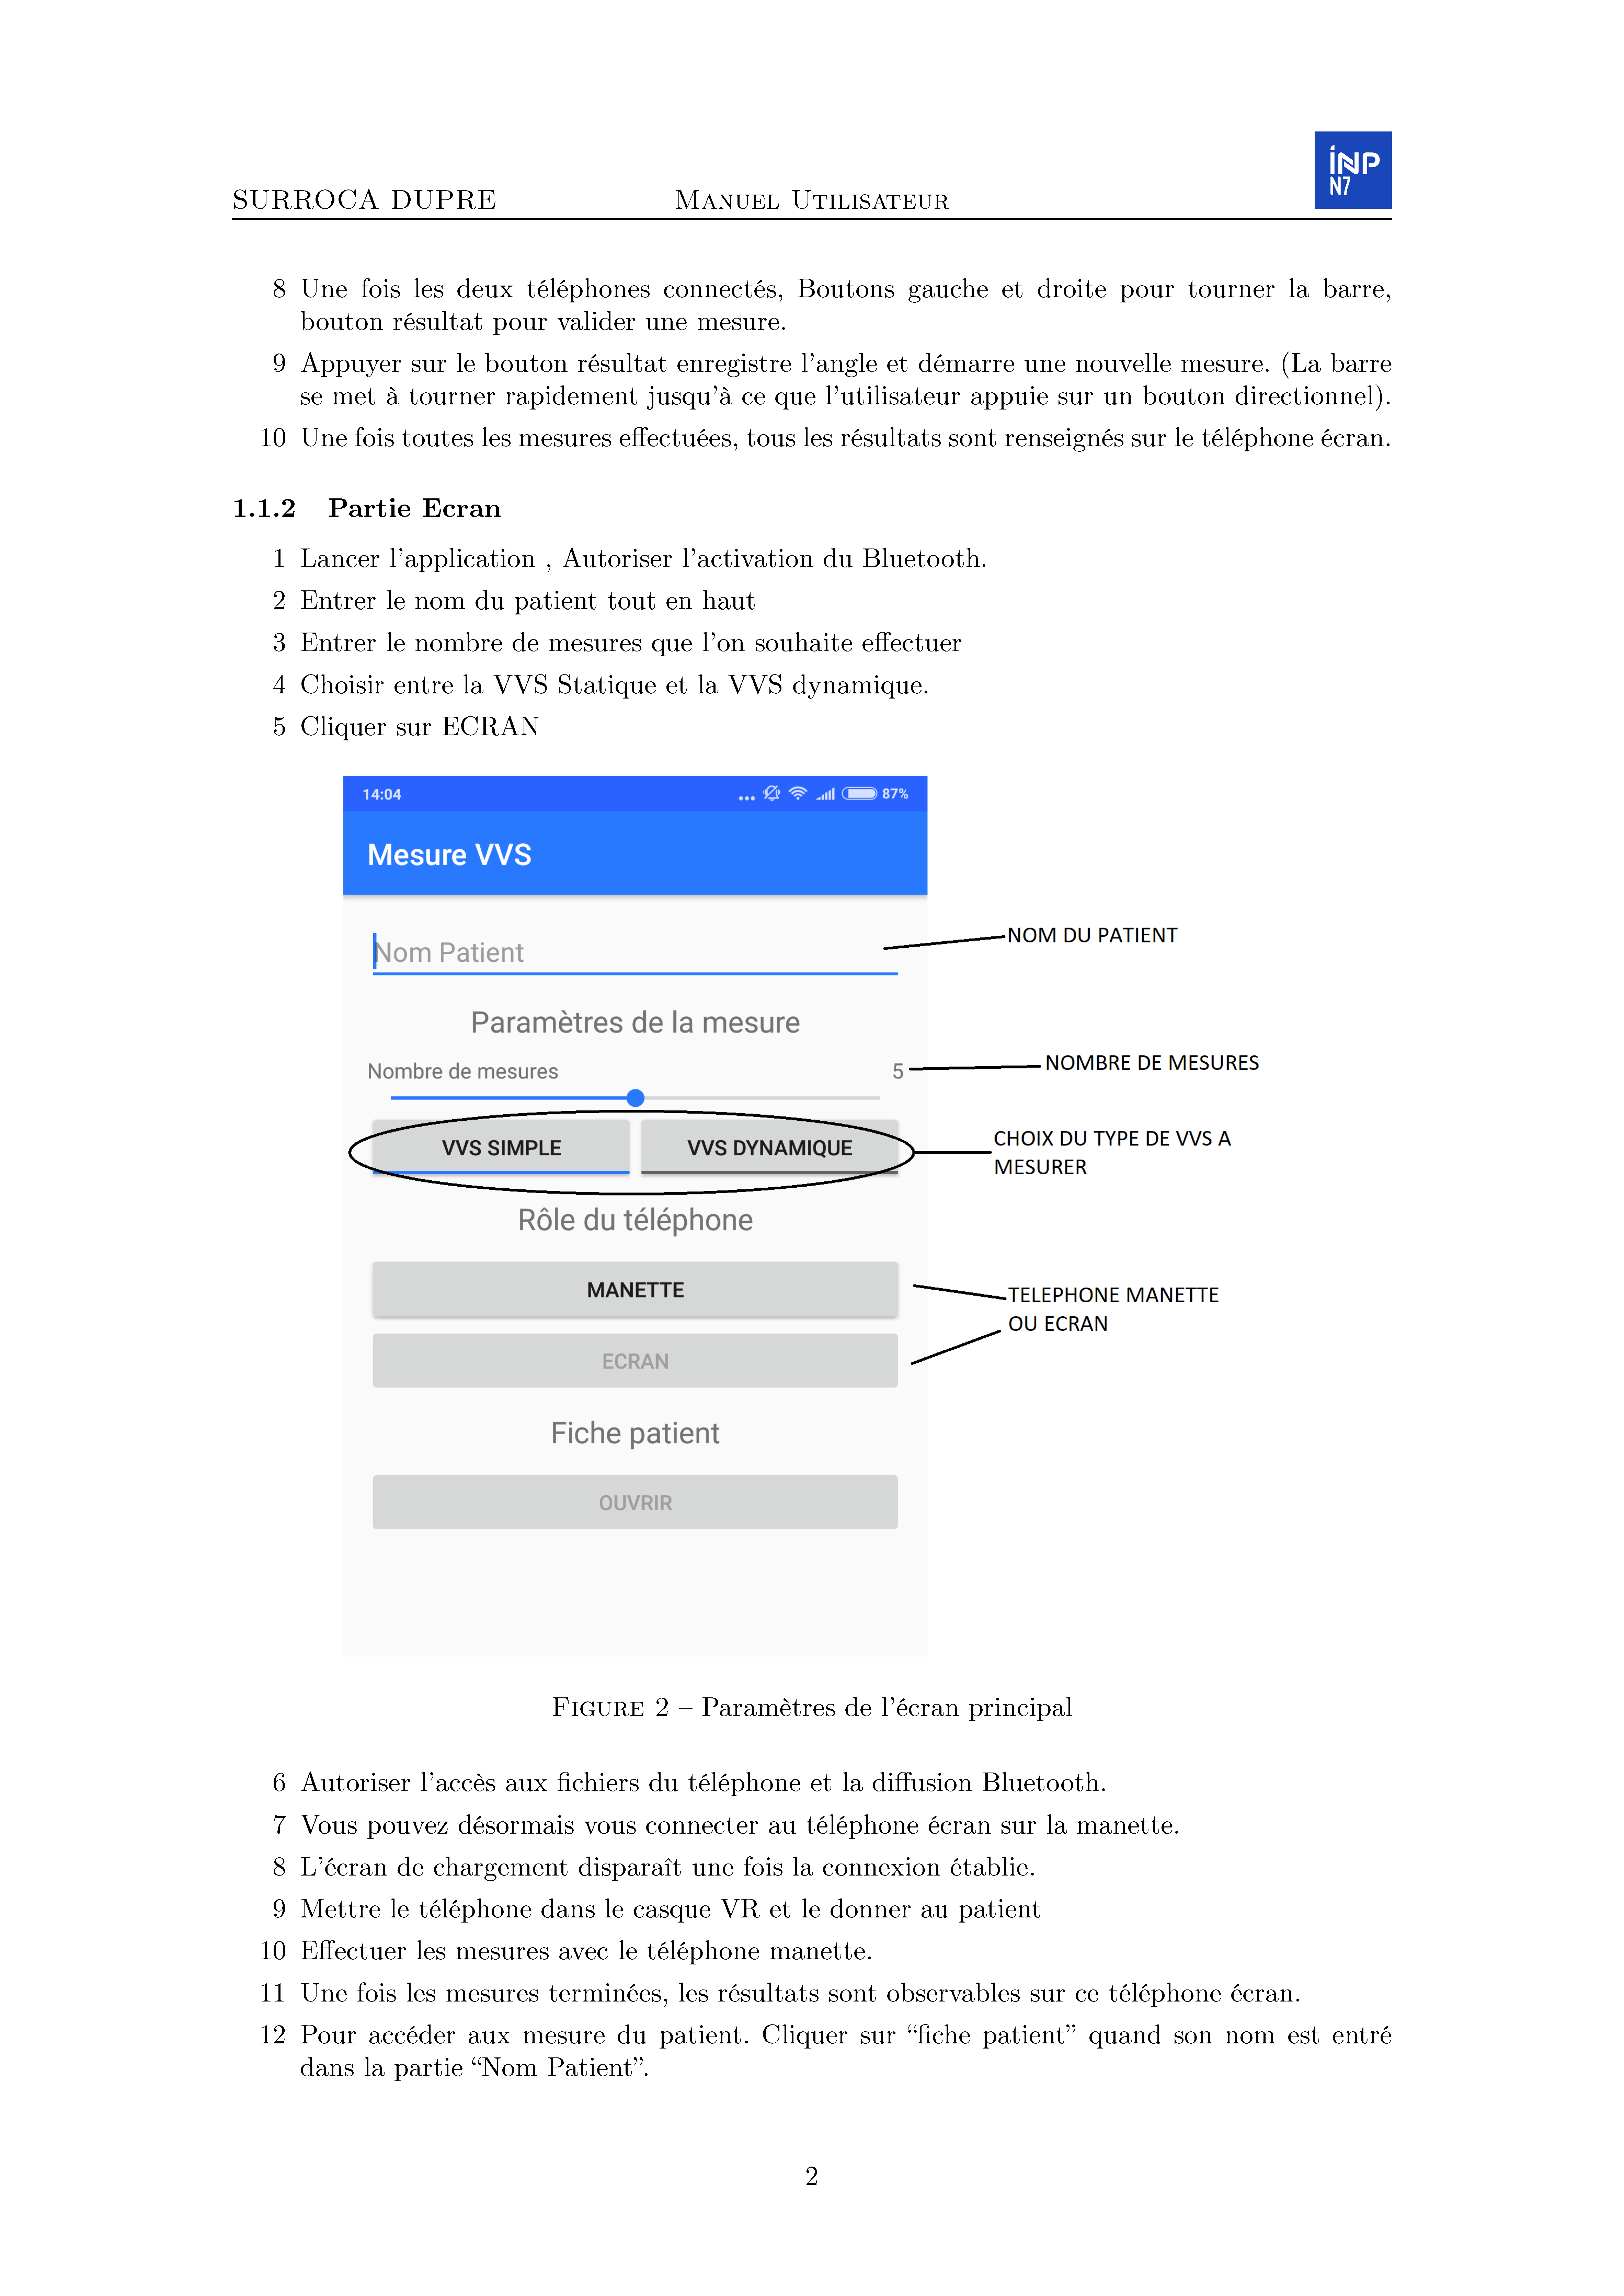 SURROCA DUPRE
MANUEL UTILISATEUR
INP
N7
8 Une fois les deux téléphones connectés, Boutons gauche et droite pour tourner la barre,
bouton résultat pour valider une mesure.
9 Appuyer sur le bouton résultat enregistre l'angle et démarre une nouvelle mesure. (La barre
se met à tourner rapidement jusqu'à ce que l'utilisateur appuie sur un bouton directionnel).
10 Une fois toutes les mesures effectuées, tous les résultats sont renseignés sur le téléphone écran.
1.1.2 Partie Ecran
1 Lancer l'application , Autoriser l'activation du Bluetooth.
2 Entrer le nom du patient tout en haut
3 Entrer le nombre de mesures que l'on souhaite effectuer
4 Choisir entre la VVS Statique et la VVS dynamique.
5 Cliquer sur ECRAN
14:04
87%
Mesure VVS
Nom Patient
NOM DU PATIENT
Paramètres de la mesure
Nombre de mesures
5
NOMBRE DE MESURES
VVS SIMPLE
VVS DYNAMIQUE
CHOIX DU TYPE DE VVS A
MESURER
Rôle du téléphone
MANETTE
TELEPHONE MANETTE
OU ECRAN
ECRAN
Fiche patient
OUVRIR
FIGURE 2 – Paramètres de l'écran principal
6 Autoriser l'accès aux fichiers du téléphone et la diffusion Bluetooth.
7 Vous pouvez désormais vous connecter au téléphone écran sur la manette.
8 L'écran de chargement disparaît une fois la connexion établie.
9 Mettre le téléphone dans le casque VR et le donner au patient
10 Effectuer les mesures avec le téléphone manette.
11 Une fois les mesures terminées, les résultats sont observables sur ce téléphone écran.
12 Pour accéder aux mesure du patient. Cliquer sur “fiche patient” quand son nom est entré
dans la partie “Nom Patient”.
2